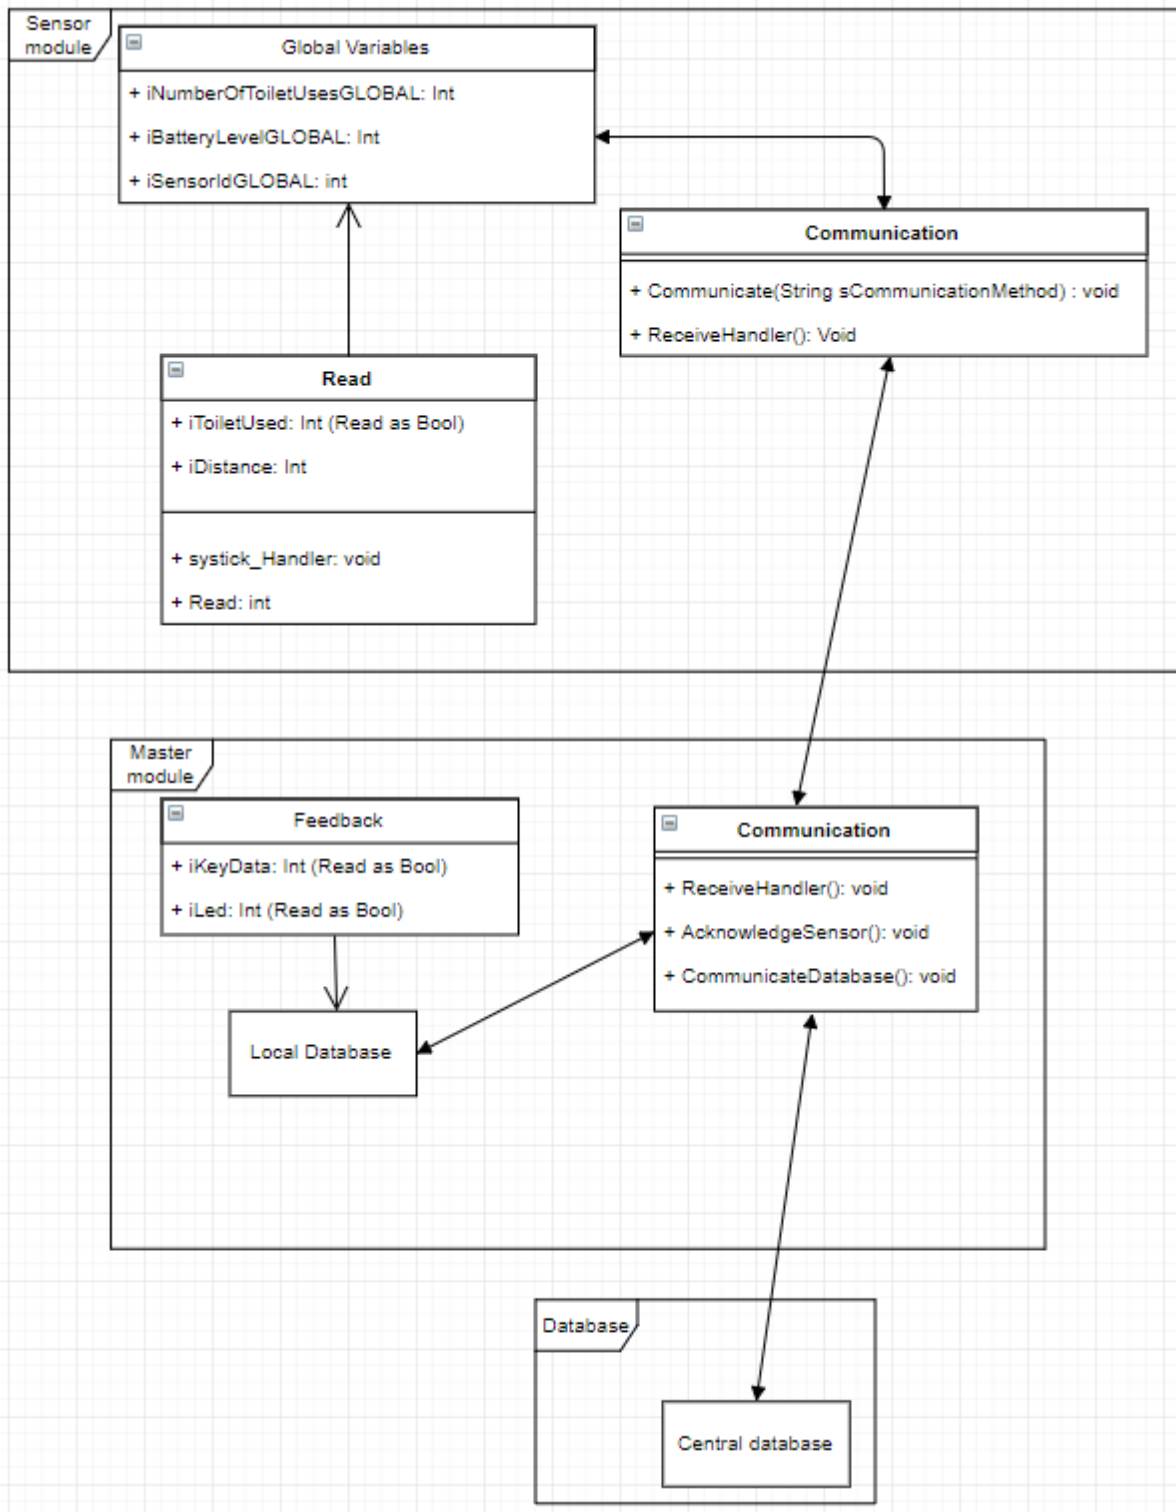 Sensor
module
Global Variables
+ iNumberOfToiletUsesGLOBAL: Int
+ iBatteryLevelGLOBAL: Int
+ iSensorIdGLOBAL: int
Communication
+ Communicate(String sCommunicationMethod) : void
+ ReceiveHandler(): Void
Read
+ iToiletUsed: Int (Read as Bool)
+ iDistance: Int
+ systick_Handler: void
+ Read: int
Master
module
Feedback
+ iKeyData: Int (Read as Bool)
+ iLed: Int (Read as Bool)
Communication
+ ReceiveHandler(): void
+ AcknowledgeSensor(): void
+ CommunicateDatabase(): void
Local Database
Database
Central database